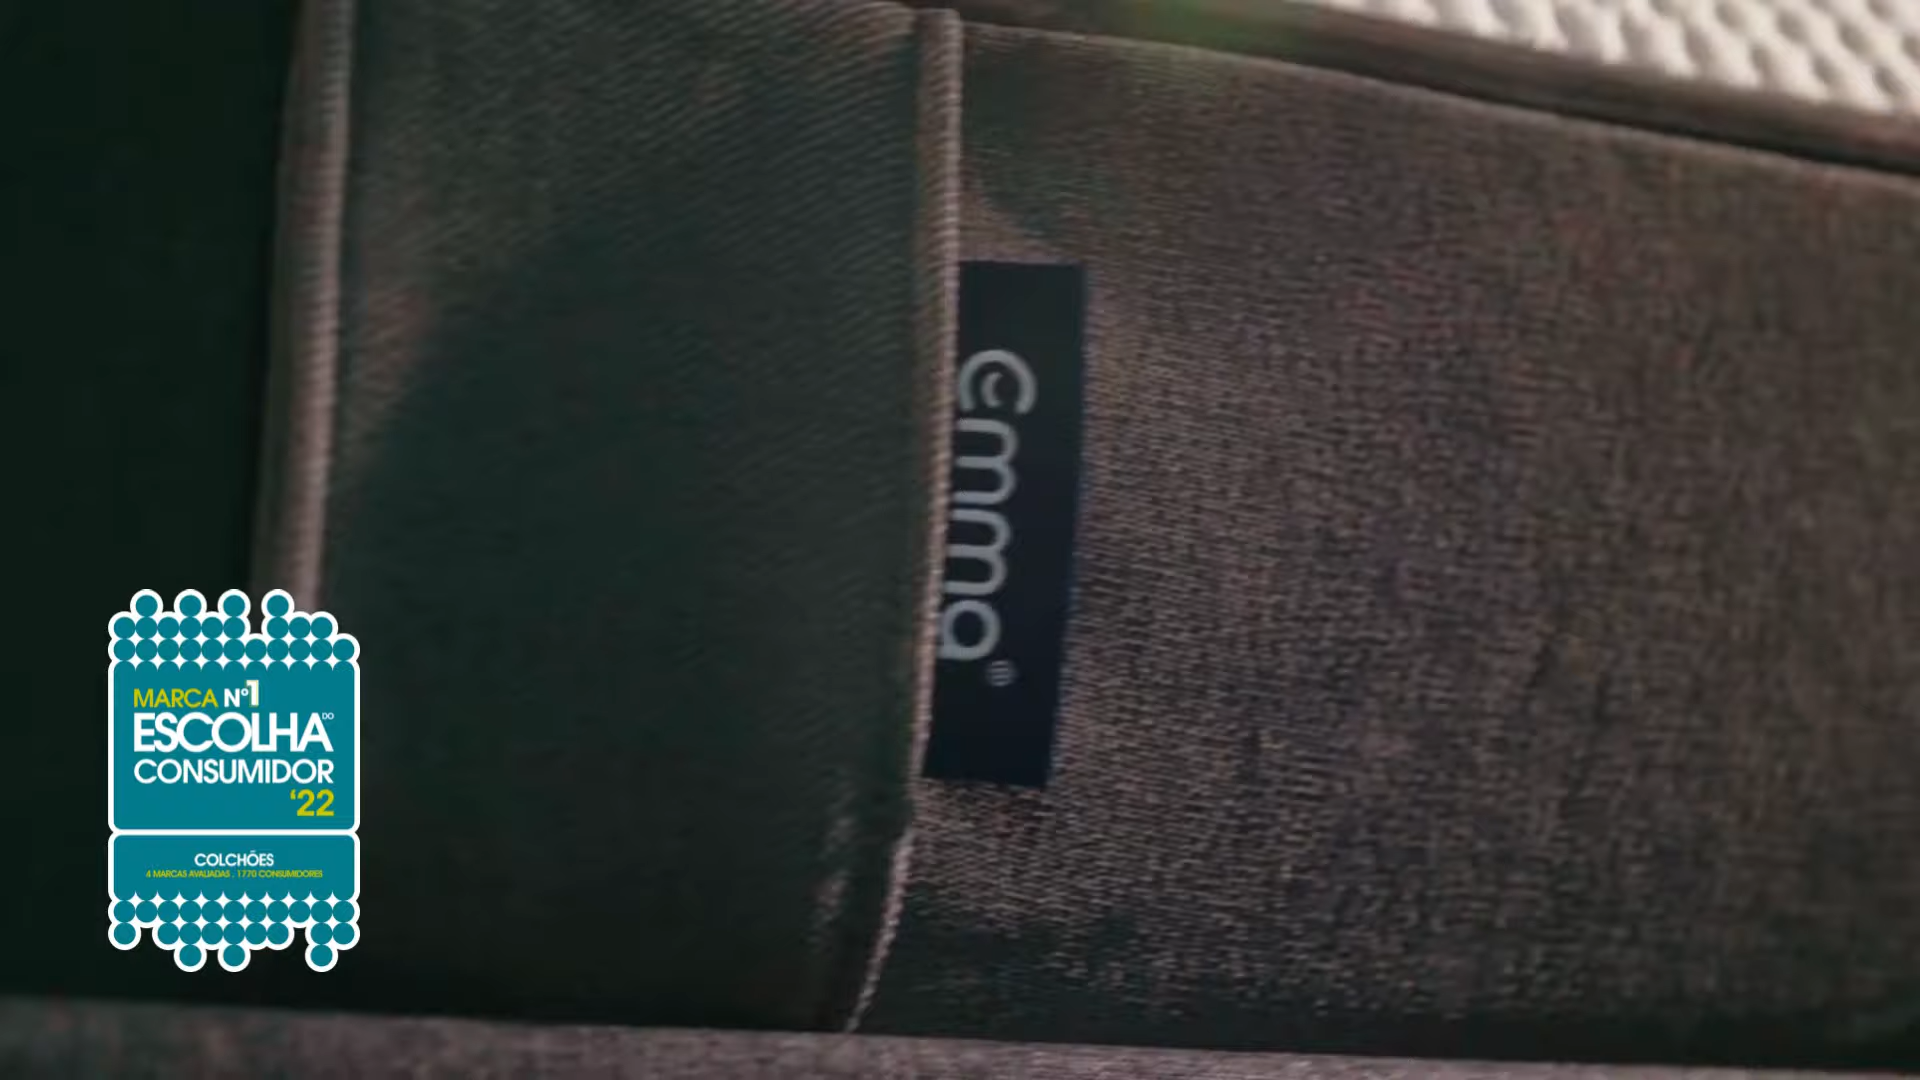 emma®
MARCA Nº1
ESCOLHA DO
CONSUMIDOR
‘22
COLCHÕES
4 MARCAS AVALIADAS . 1770 CONSUMIDORES